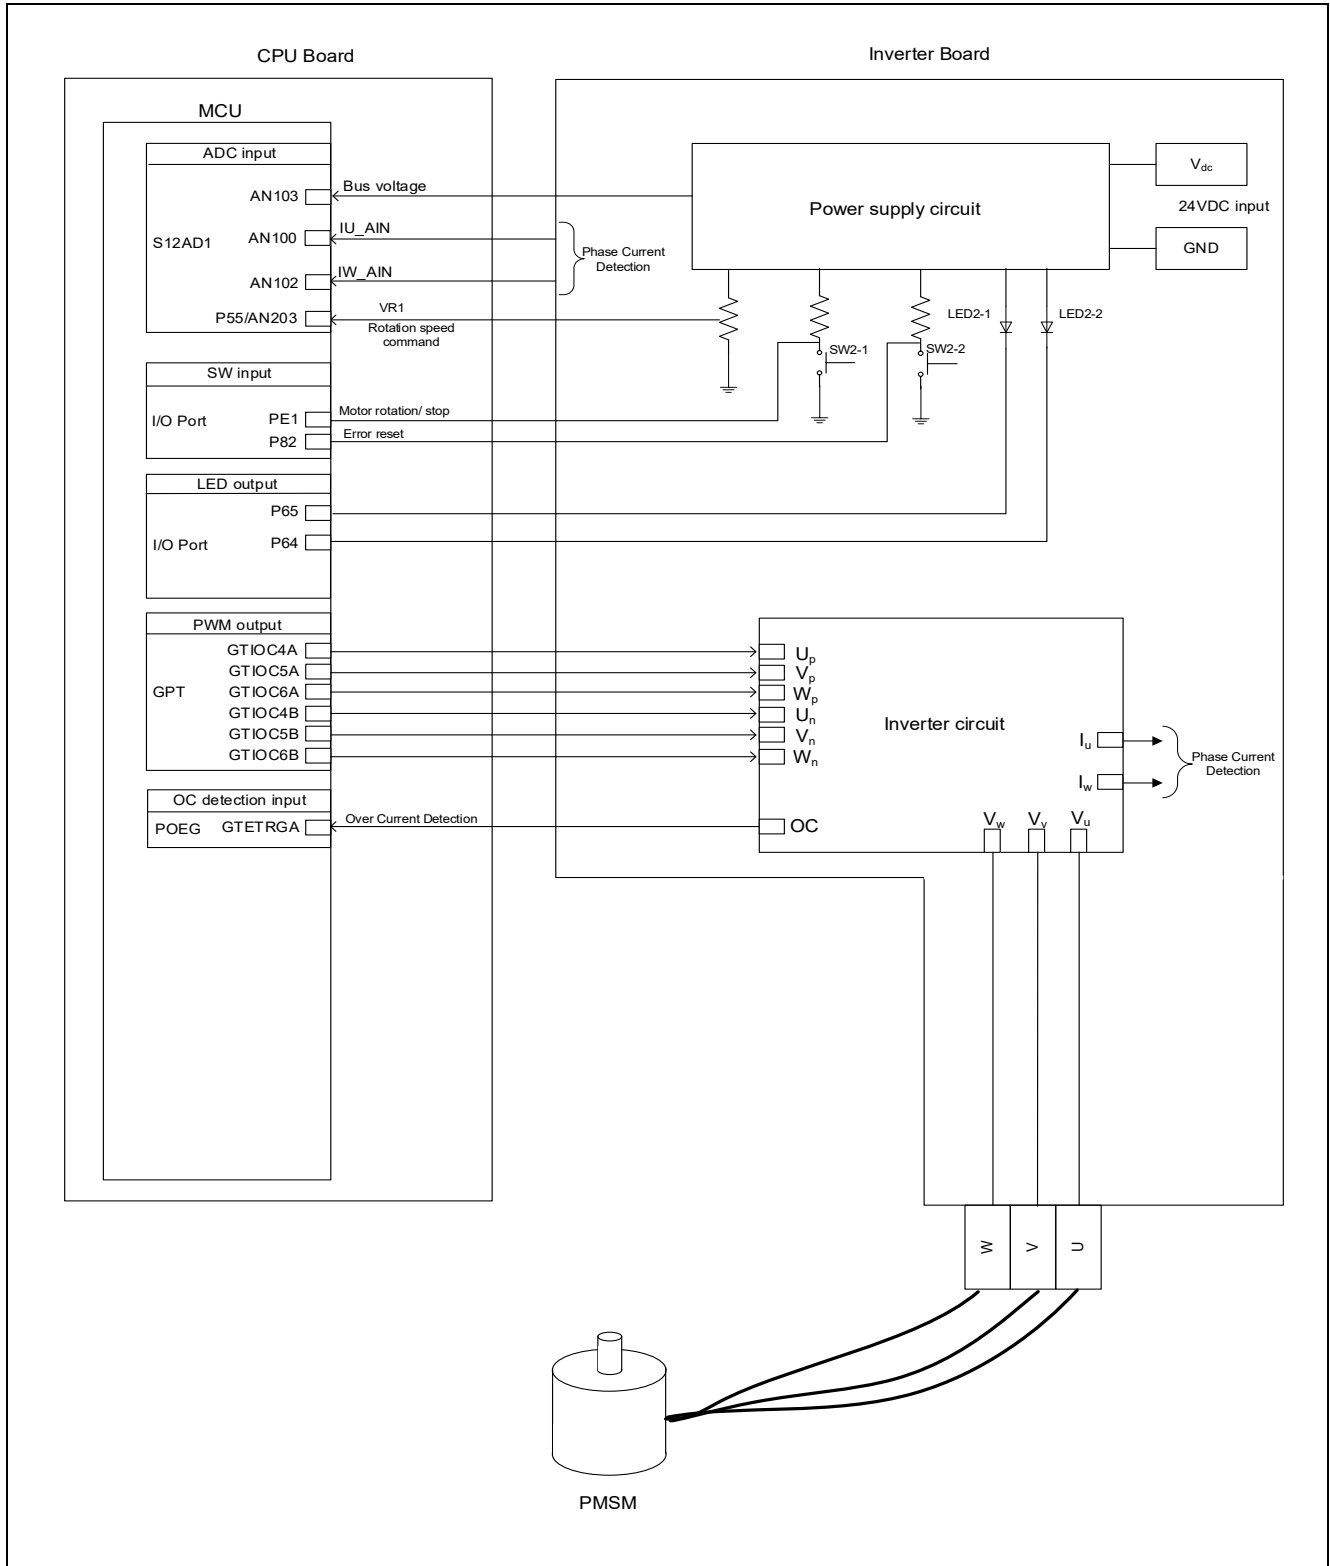 CPU Board
Inverter Board
MCU
ADC input
S12AD1
AN103
AN100
AN102
P55/AN203
Bus voltage
IU_AIN
IW_AIN
Phase Current
Detection
VR1
Rotation speed
command
Power supply circuit
Vdc
24VDC input
GND
LED2-1
LED2-2
SW2-1
SW2-2
SW input
I/O Port
PE1
P82
Motor rotation/ stop
Error reset
LED output
I/O Port
P65
P64
PWM output
GPT
GTIOC4A
GTIOC5A
GTIOC6A
GTIOC4B
GTIOC5B
GTIOC6B
Up
Vp
Wp
Un
Vn
Wn
Inverter circuit
Iu
Iw
Phase Current
Detection
OC detection input
POEG
GTETRGA
Over Current Detection
OC
Vw
Vv
Vu
W
V
U
PMSM